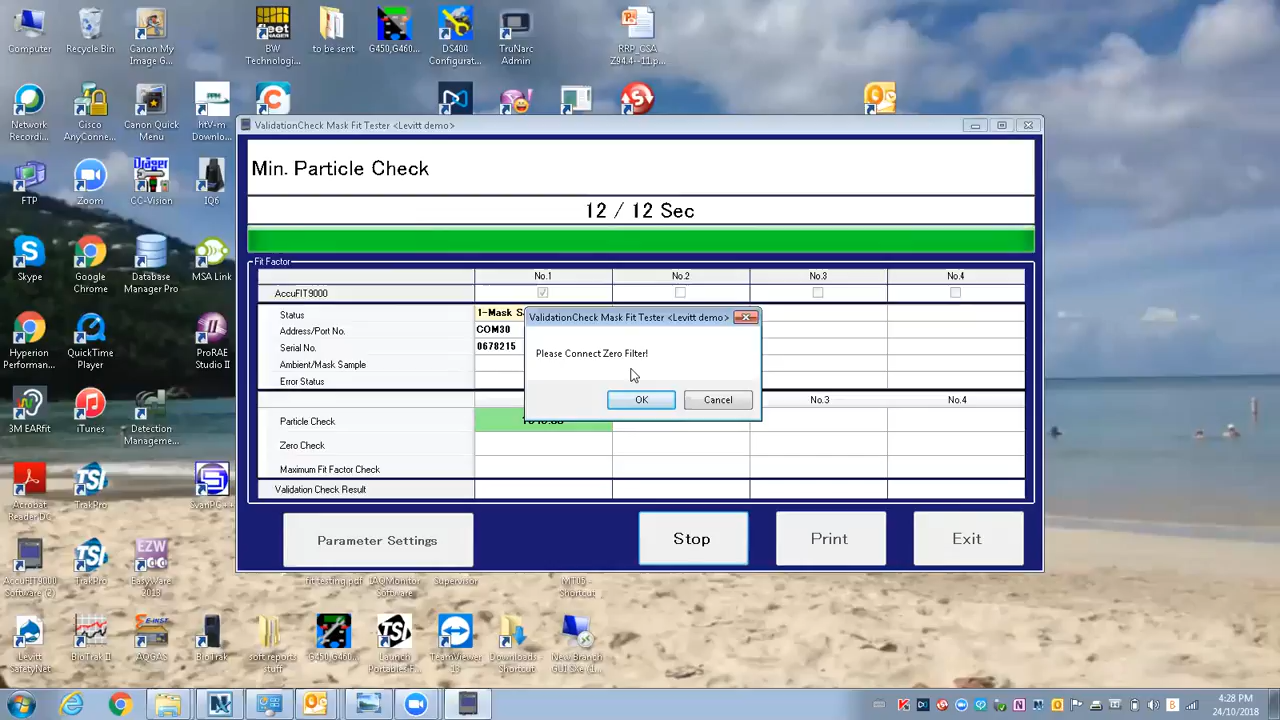 Computer
Recycle Bin
Canon My
Image G...
BW
Technologi...
to be sent
G450,G460...
DS400
Configurat...
TruNarc
Admin
RRP_CSA
Z94.4--11.p...
Network
Recordi...
Cisco
AnyConne...
Canon Quick
Menu
htV-m
Downlo...
ValidationCheck Mask Fit Tester <Levitt demo>
Min. Particle Check
12 / 12 Sec
FTP
Zoom
CC-Vision
IQ6
Skype
Google
Chrome
Database
Manager Pro
MSA Link
Fit Factor
No.1
No.2
No.3
No.4
AccuFIT9000
Status
1-Mask S
Address/Port No.
COM30
Serial No.
0678215
Ambient/Mask Sample
Error Status
ValidationCheck Mask Fit Tester <Levitt demo>
Please Connect Zero Filter!
OK
Cancel
No.3
No.4
Particle Check
Zero Check
Maximum Fit Factor Check
Validation Check Result
Parameter Settings
Stop
Print
Exit
Hyperion
Performan...
QuickTime
Player
ProRAE
Studio II
3M EARfit
iTunes
Detection
Manageme...
Acrobat
Reader DC
TrakPro
SvanPC++
AccuFIT9000
Software (2)
TrakPro
EasyWare
2013
fit testing.pdf
IAQMonitor
Software
Supervisor
MT03 -
Shortcut
Levitt
SafetyNet
BioTrak II
AQGAS
BioTrak
soft reports
stuff
G450,G460...
Launch
Portable F...
TeamViewer
13
Downloads -
Shortcut
New Branch
4:28 PM
24/10/2018